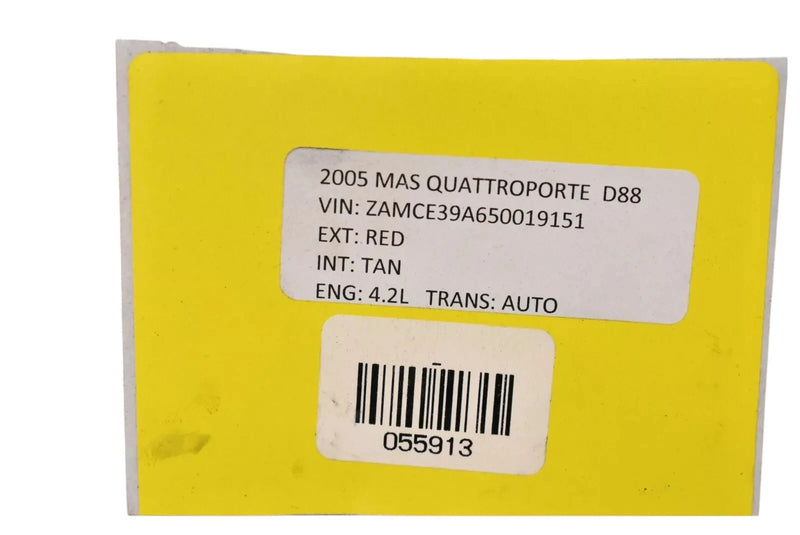 2005 MAS QUATTROPORTE D88
VIN: ZAMCE39A650019151
EXT: RED
INT: TAN
ENG: 4.2L TRANS: AUTO
055913